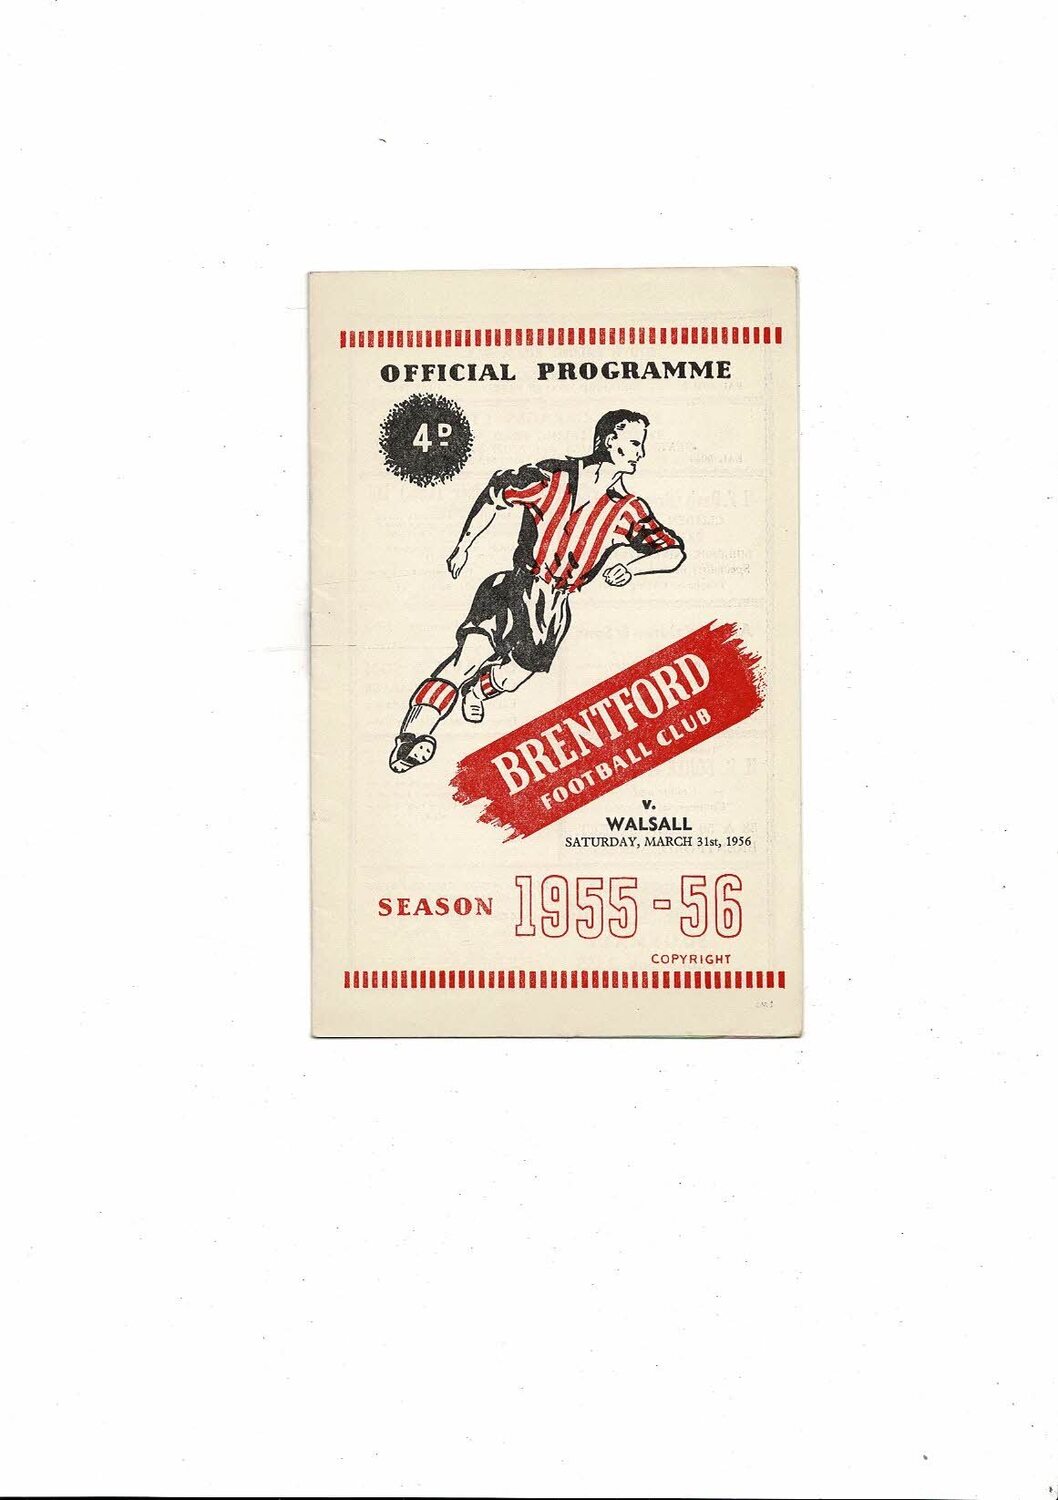 OFFICIAL PROGRAMME
4D
BRENTFORD
FOOTBALL CLUB
v.
WALSALL
SATURDAY, MARCH 31st, 1956
SEASON 1955-56
COPYRIGHT